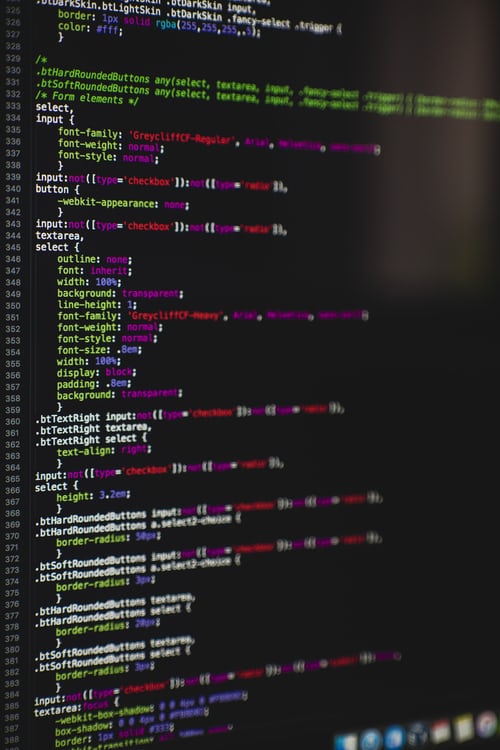 325 .btDarkSkin.btLightSkin .btDarkSkin input,
326 .btDarkSkin.btLightSkin .btDarkSkin .fancy-select .trigger {
border: 1px solid rgba(255,255,255,.5);
327 color: #fff;
328 }
329 /*
330 .btHardRoundedButtons any(select, textarea, input, .fancy-select .trigger)
331 .btSoftRoundedButtons any(select, textarea, input, .fancy-select .trigger)
332 /* Form elements */
333 select,
334 input {
335 font-family: 'GreycliffCF-Regular', Arial, Helvetica,
336 font-weight: normal;
337 font-style: normal;
338 }
339 input:not([type='checkbox']):not([type='radio']),
340 button {
341 -webkit-appearance: none;
342 }
343 input:not([type='checkbox']):not([type='radio']),
344 textarea,
345 select {
346 outline: none;
347 font: inherit;
348 width: 100%;
349 background: transparent;
350 line-height: 1;
351 font-family: 'GreycliffCF-Heavy', Arial, Helvetica,
352 font-weight: normal;
353 font-style: normal;
354 font-size: .8em;
355 width: 100%;
356 display: block;
357 padding: .8em;
358 background: transparent;
359 }
360 .btTextRight input:not([type='checkbox']):not([type='radio']),
361 .btTextRight textarea,
362 .btTextRight select {
363 text-align: right;
364 }
365 input:not([type='checkbox']):not([type='radio']),
366 select {
367 height: 3.2em;
368 }
369 .btHardRoundedButtons input:not([type='checkbox']):not([type='radio']),
370 .btHardRoundedButtons a.select2-choice {
371 border-radius: 50px;
372 }
373 .btSoftRoundedButtons input:not([type='checkbox']):not([type='radio']),
374 .btSoftRoundedButtons a.select2-choice {
375 border-radius: 3px;
376 }
377 .btHardRoundedButtons textarea,
378 .btHardRoundedButtons select {
379 border-radius: 20px;
380 }
381 .btSoftRoundedButtons textarea,
382 .btSoftRoundedButtons select {
383 border-radius: 3px;
384 }
385 input:not([type='checkbox']):not([type='radio'])
386 textarea:focus {
387 -webkit-box-shadow: 0 0 4px 0
388 box-shadow: 0 0 4px 0
border: 1px solid #333